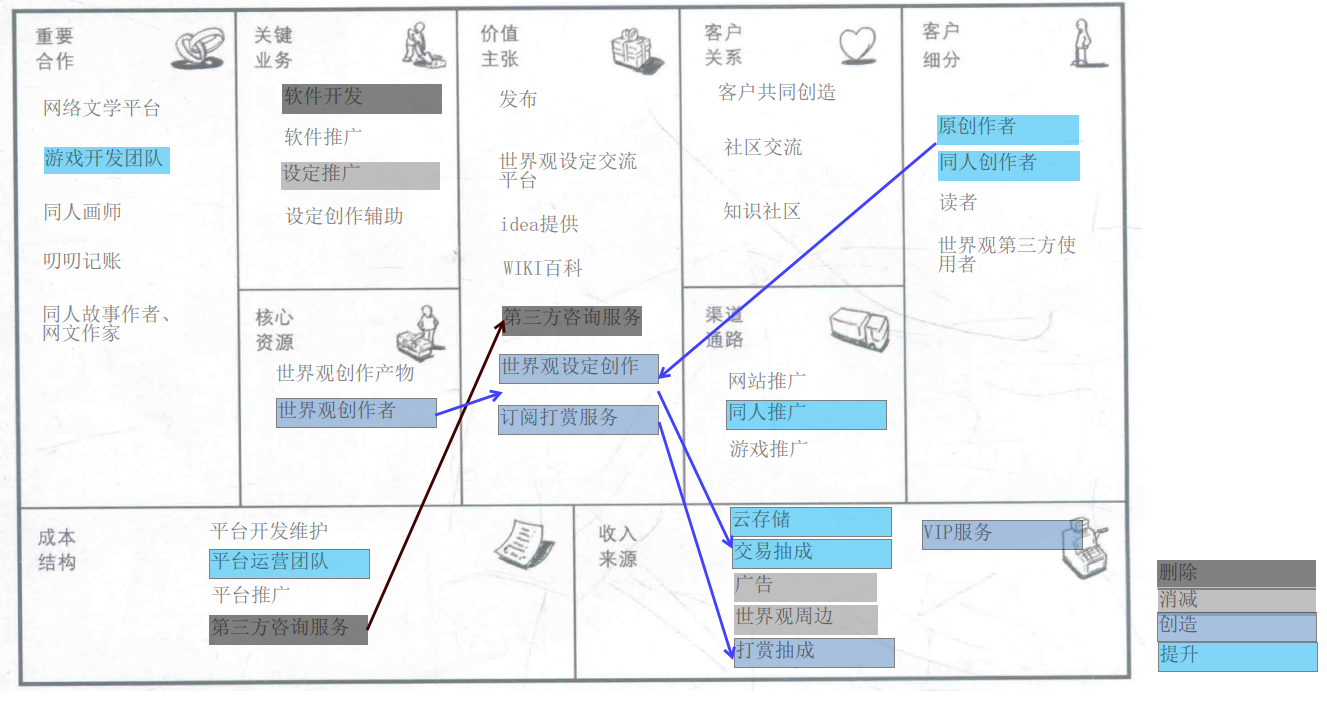 重要
合作
网络文学平台
游戏开发团队
同人画师
叨叨记账
同人故事作者、
网文作家
关键
业务
软件开发
软件推广
设定推广
设定创作辅助
核心
资源
世界观创作产物
世界观创作者
价值
主张
发布
世界观设定交流
平台
idea提供
WIKI百科
第三方咨询服务
世界观设定创作
订阅打赏服务
客户
关系
客户共同创造
社区交流
知识社区
渠道
通路
网站推广
同人推广
游戏推广
客户
细分
原创作者
同人创作者
读者
世界观第三方使
用者
成本
结构
平台开发维护
平台运营团队
平台推广
第三方咨询服务
收入
来源
云存储
交易抽成
广告
世界观周边
打赏抽成
VIP服务
删除
消减
创造
提升